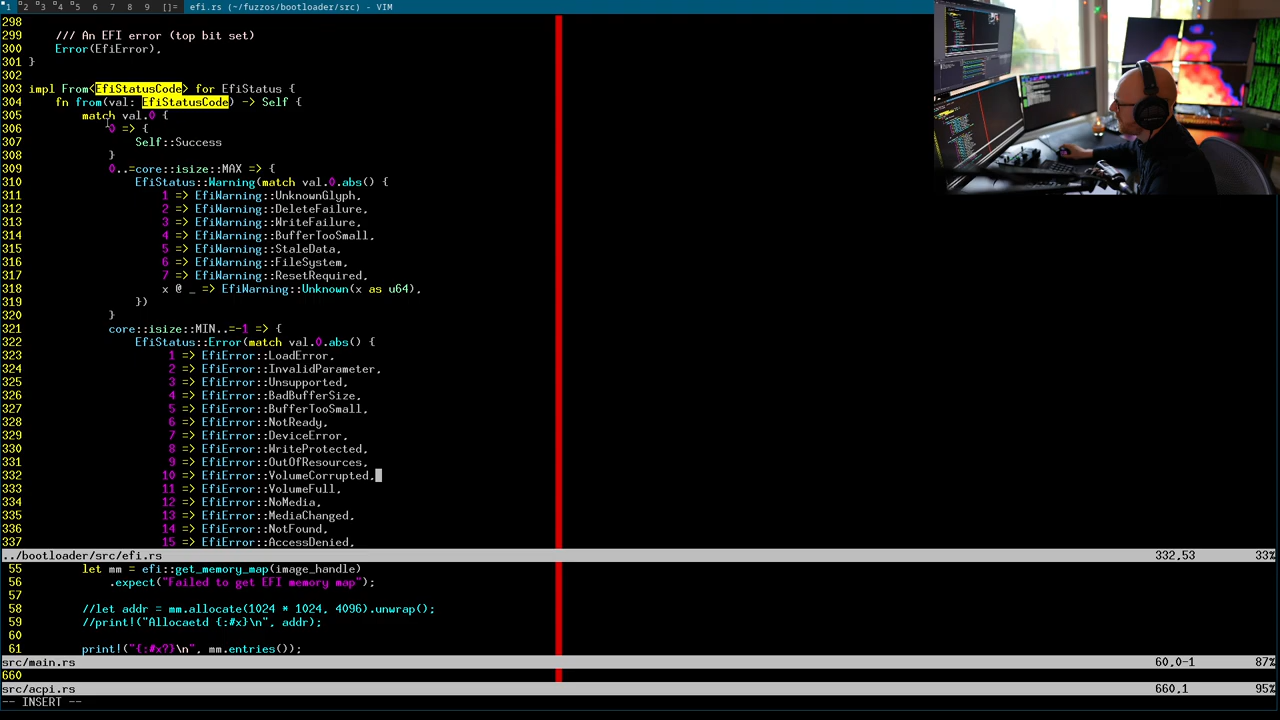 1 2 3 4 5 6 7 8 9 []= efi.rs (~/fuzzos/bootloader/src) - VIM
298
299     /// An EFI error (top bit set)
300     Error(EfiError),
301 }
302
303 impl From<EfiStatusCode> for EfiStatus {
304     fn from(val: EfiStatusCode) -> Self {
305         match val.0 {
306             0 => {
307                 Self::Success
308             }
309             0..=core::isize::MAX => {
310                 EfiStatus::Warning(match val.0.abs() {
311                     1 => EfiWarning::UnknownGlyph,
312                     2 => EfiWarning::DeleteFailure,
313                     3 => EfiWarning::WriteFailure,
314                     4 => EfiWarning::BufferTooSmall,
315                     5 => EfiWarning::StaleData,
316                     6 => EfiWarning::FileSystem,
317                     7 => EfiWarning::ResetRequired,
318                     x @ _ => EfiWarning::Unknown(x as u64),
319                 })
320             }
321             core::isize::MIN..=-1 => {
322                 EfiStatus::Error(match val.0.abs() {
323                      1 => EfiError::LoadError,
324                      2 => EfiError::InvalidParameter,
325                      3 => EfiError::Unsupported,
326                      4 => EfiError::BadBufferSize,
327                      5 => EfiError::BufferTooSmall,
328                      6 => EfiError::NotReady,
329                      7 => EfiError::DeviceError,
330                      8 => EfiError::WriteProtected,
331                      9 => EfiError::OutOfResources,
332                     10 => EfiError::VolumeCorrupted,
333                     11 => EfiError::VolumeFull,
334                     12 => EfiError::NoMedia,
335                     13 => EfiError::MediaChanged,
336                     14 => EfiError::NotFound,
337                     15 => EfiError::AccessDenied,
../bootloader/src/efi.rs 332,53 33%
55         let mm = efi::get_memory_map(image_handle)
56             .expect("Failed to get EFI memory map");
57
58         //let addr = mm.allocate(1024 * 1024, 4096).unwrap();
59         //print!("Allocaetd {:#x}\n", addr);
60
61         print!("{:#x?}\n", mm.entries());
src/main.rs 60,0-1 87%
660
src/acpi.rs 660,1 95%
-- INSERT --